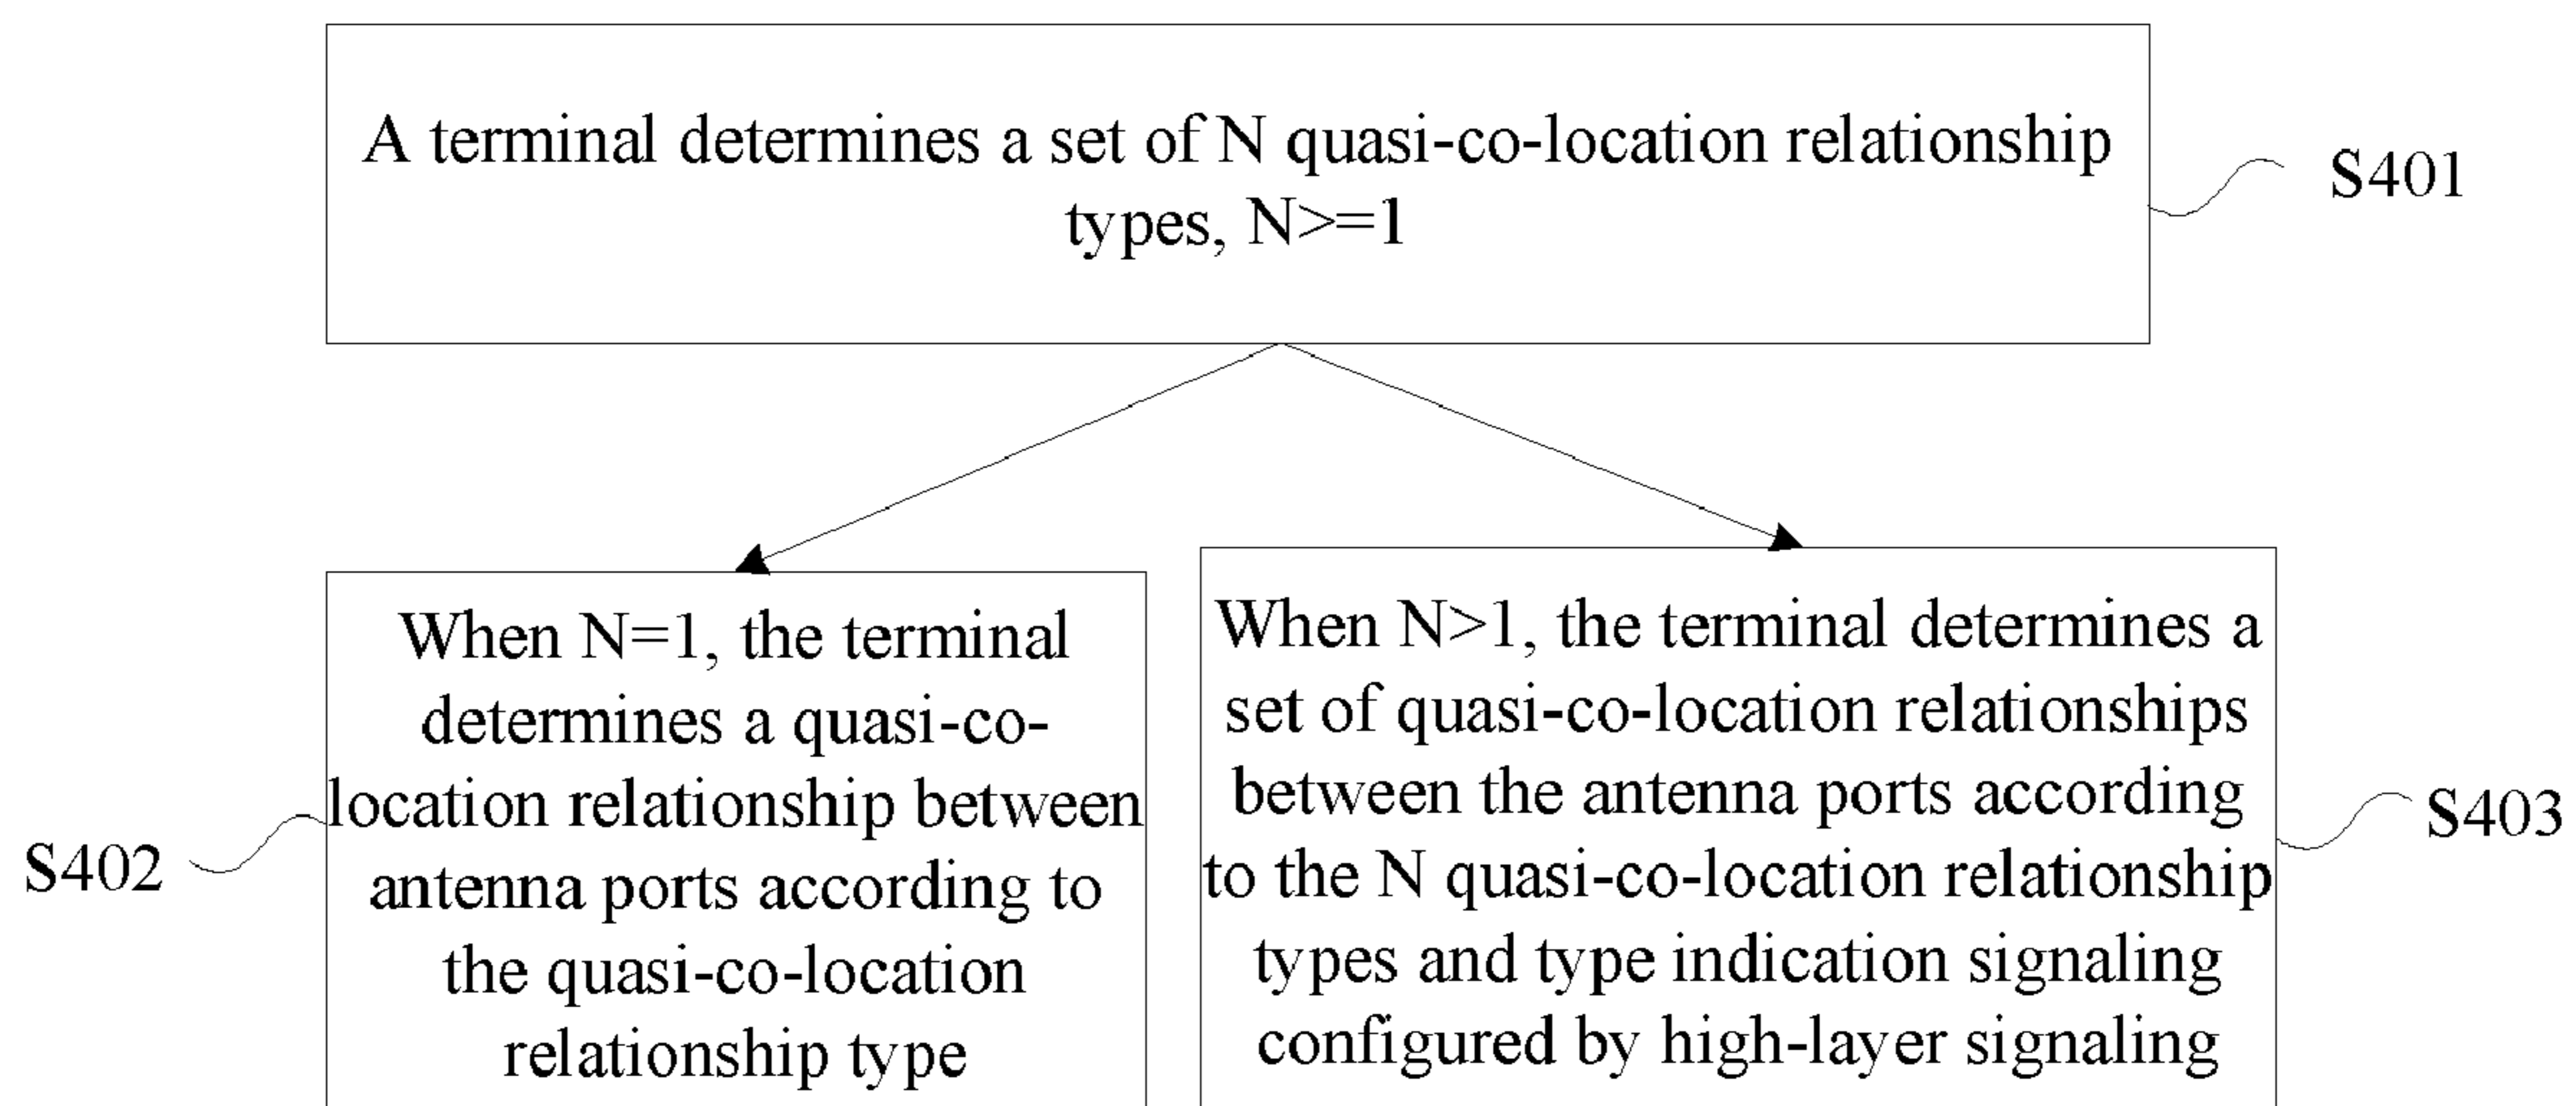 A terminal determines a set of N quasi-co-location relationship
types, N>=1
S401
When N=1, the terminal
determines a quasi-co-
location relationship between
antenna ports according to
the quasi-co-location
relationship type
S402
When N>1, the terminal determines a
set of quasi-co-location relationships
between the antenna ports according
to the N quasi-co-location relationship
types and type indication signaling
configured by high-layer signaling
S403